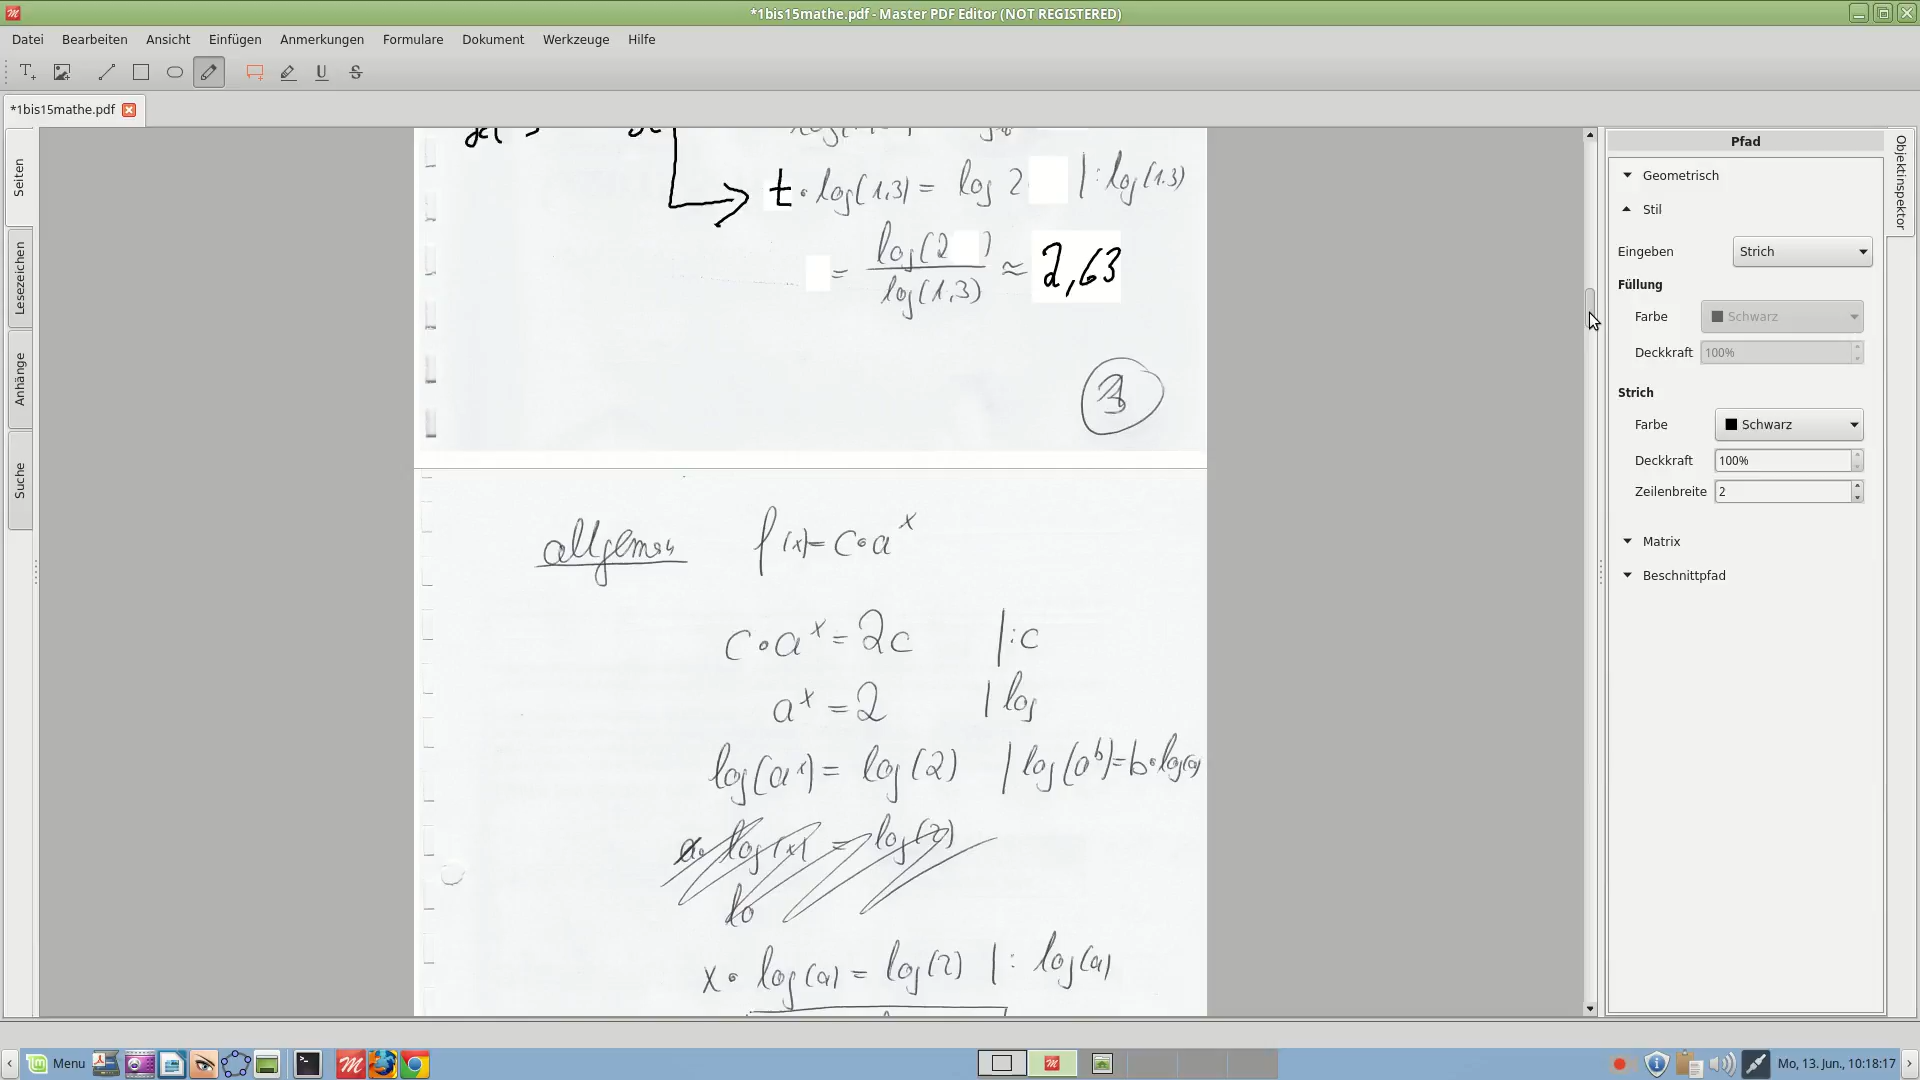 *1bis15mathe.pdf - Master PDF Editor (NOT REGISTERED)
Datei Bearbeiten Ansicht Einfügen Anmerkungen Formulare Dokument Werkzeuge Hilfe
*1bis15mathe.pdf
Seiten
Lesezeichen
Anhänge
Suche
t • log(1,3) = log 2 | : log(1.3)
= log(2 ) / log(1,3) ≈ 2,63
allgemein f(x) = c • a^x
c • a^x = 2c | : c
a^x = 2 | log
log(a^x) = log(2) | log(a^b) = b • log(a)
x • log(a) = log(2) | : log(a)
Pfad
Geometrisch
Stil
Eingeben Strich
Füllung
Farbe Schwarz
Deckkraft 100%
Strich
Farbe Schwarz
Deckkraft 100%
Zeilenbreite 2
Matrix
Beschnittpfad
Objektinspektor
Menu
Mo, 13. Jun., 10:18:17